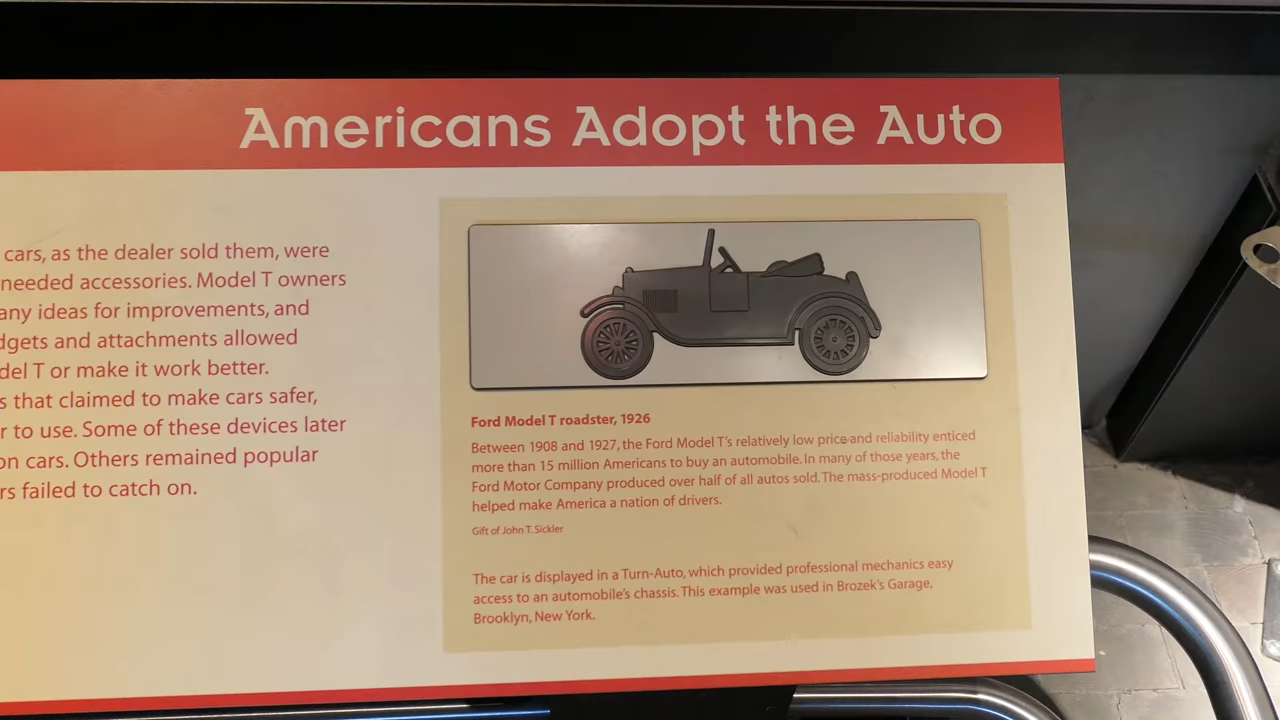 Americans Adopt the Auto
cars, as the dealer sold them, were
needed accessories. Model T owners
any ideas for improvements, and
dgets and attachments allowed
del T or make it work better.
s that claimed to make cars safer,
r to use. Some of these devices later
on cars. Others remained popular
rs failed to catch on.
Ford Model T roadster, 1926
Between 1908 and 1927, the Ford Model T's relatively low price and reliability enticed
more than 15 million Americans to buy an automobile. In many of those years, the
Ford Motor Company produced over half of all autos sold. The mass-produced Model T
helped make America a nation of drivers.
Gift of John T. Sickler
The car is displayed in a Turn-Auto, which provided professional mechanics easy
access to an automobile's chassis. This example was used in Brozek's Garage,
Brooklyn, New York.